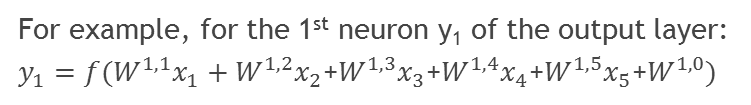 For example, for the 1ˢᵗ neuron y₁ of the output layer:
y₁ = f(W¹,¹x₁ + W¹,²x₂+W¹,³x₃+W¹,⁴x₄+W¹,⁵x₅+W¹,⁰)